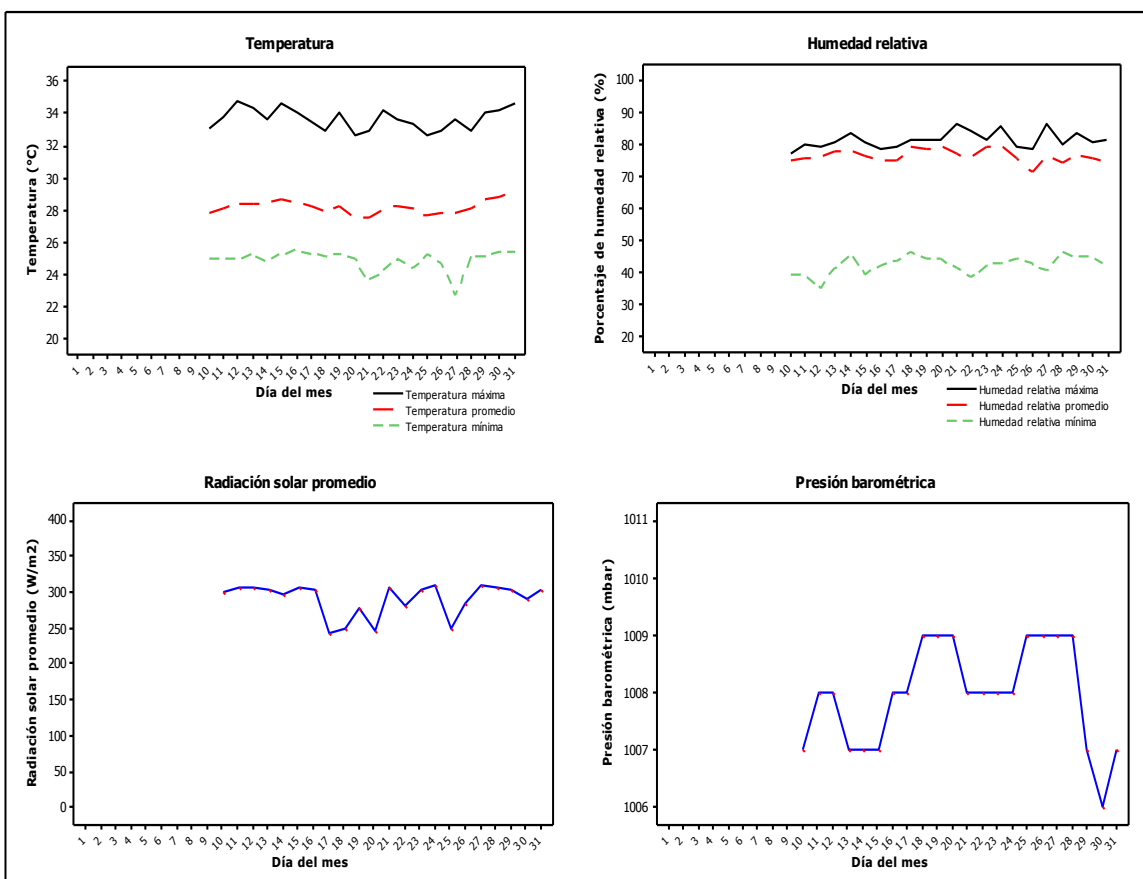 Temperatura
Temperatura (°C)
36
34
32
30
28
26
24
22
20
1 2 3 4 5 6 7 8 9 10 11 12 13 14 15 16 17 18 19 20 21 22 23 24 25 26 27 28 29 30 31
Día del mes
Temperatura máxima
Temperatura promedio
Temperatura mínima
Humedad relativa
Porcentaje de humedad relativa (%)
100
90
80
70
60
50
40
30
20
1 2 3 4 5 6 7 8 9 10 11 12 13 14 15 16 17 18 19 20 21 22 23 24 25 26 27 28 29 30 31
Día del mes
Humedad relativa máxima
Humedad relativa promedio
Humedad relativa mínima
Radiación solar promedio
Radiación solar promedio (W/m2)
400
350
300
250
200
150
100
50
0
1 2 3 4 5 6 7 8 9 10 11 12 13 14 15 16 17 18 19 20 21 22 23 24 25 26 27 28 29 30 31
Día del mes
Presión barométrica
Presión barométrica (mbar)
1011
1010
1009
1008
1007
1006
1 2 3 4 5 6 7 8 9 10 11 12 13 14 15 16 17 18 19 20 21 22 23 24 25 26 27 28 29 30 31
Día del mes